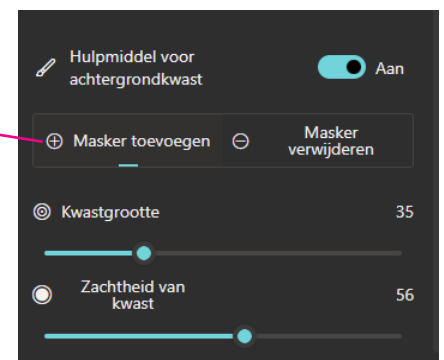 Hulpmiddel voor
achtergrondkwast
Aan
Masker toevoegen
Masker
verwijderen
Kwastgrootte
35
Zachtheid van
kwast
56